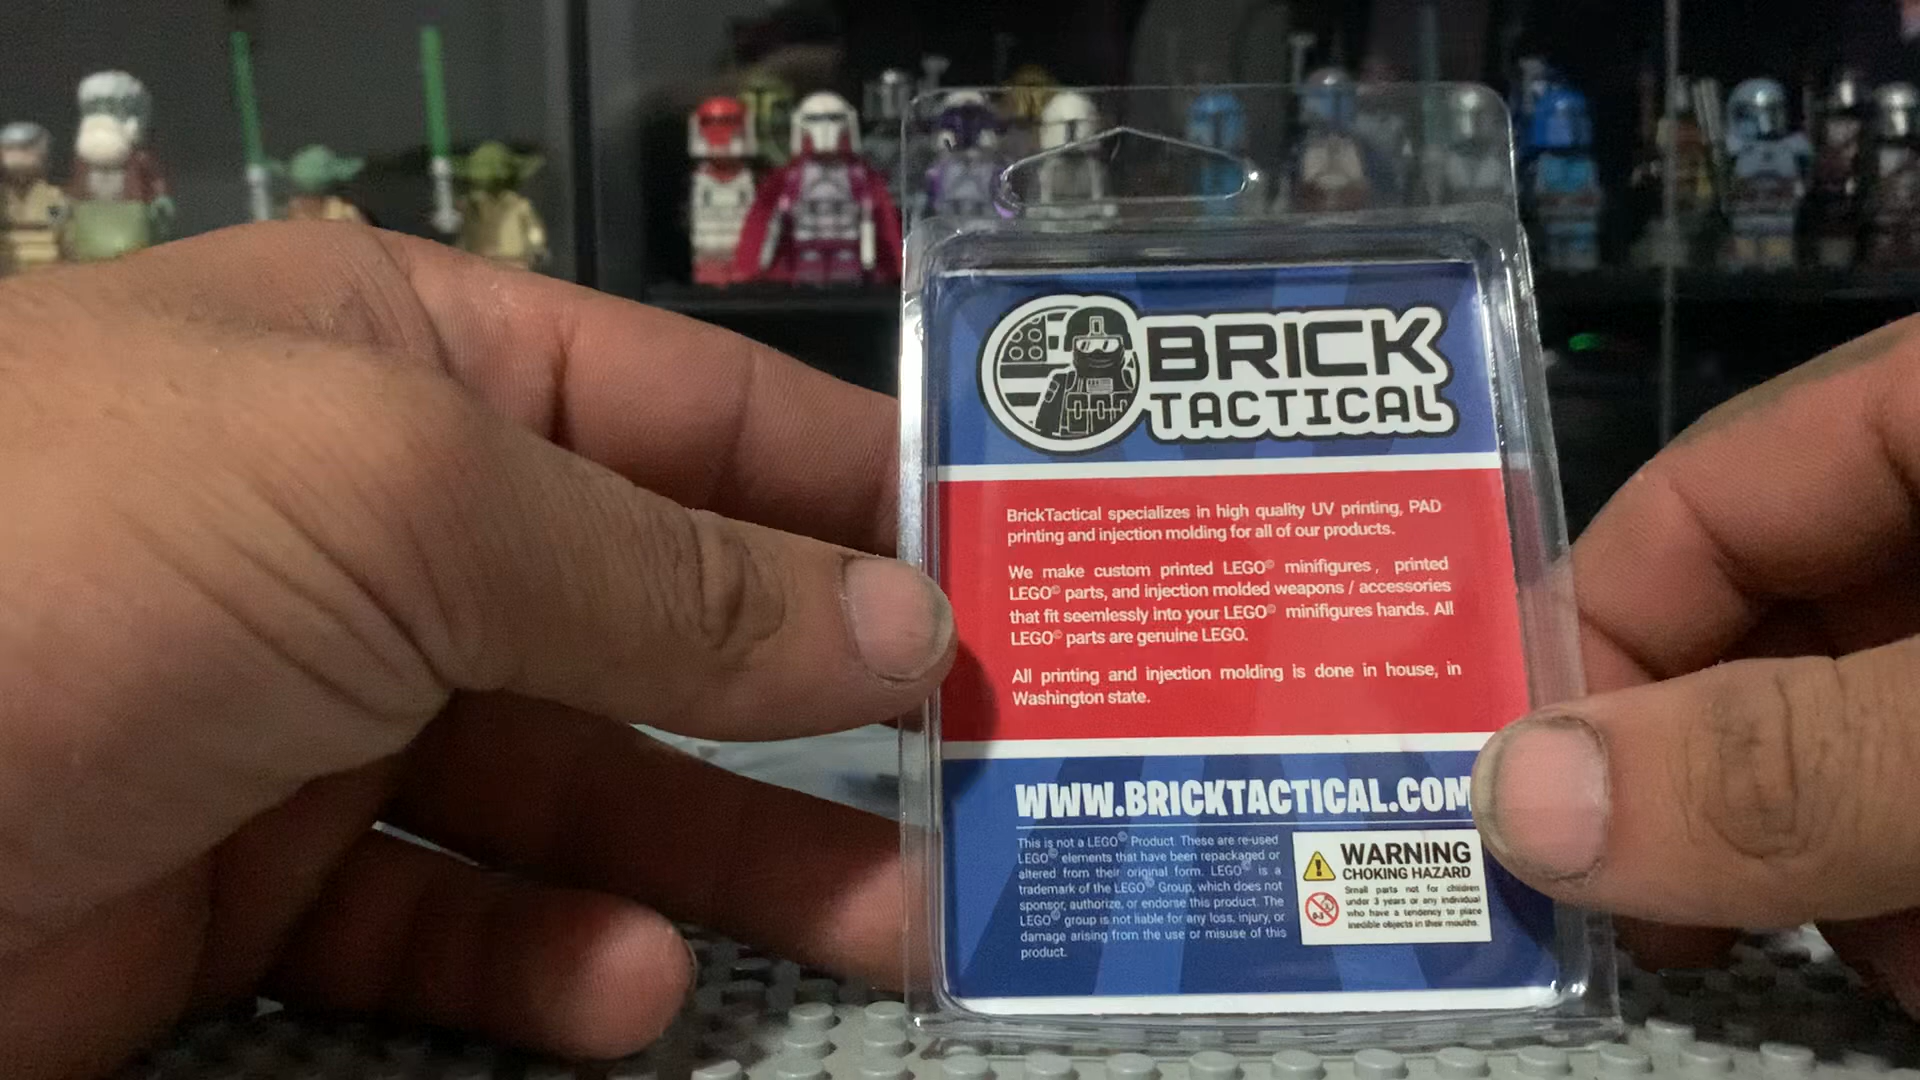 BRICK
TACTICAL
BrickTactical specializes in high quality UV printing, PAD
printing and injection molding for all of our products.
We make custom printed LEGO© minifigures, printed
LEGO© parts, and injection molded weapons / accessories
that fit seemlessly into your LEGO© minifigures hands. All
LEGO© parts are genuine LEGO.
All printing and injection molding is done in house, in
Washington state.
WWW.BRICKTACTICAL.COM
This is not a LEGO© Product. These are re-used
LEGO© elements that have been repackaged or
altered from their original form. LEGO© is a
trademark of the LEGO© Group, which does not
sponsor, authorize, or endorse this product. The
LEGO© group is not liable for any loss, injury, or
damage arising from the use or misuse of this
product.
WARNING
CHOKING HAZARD
Small parts not for children
under 3 years or any individual
who have a tendency to place
inedible objects in their mouths.
0-3